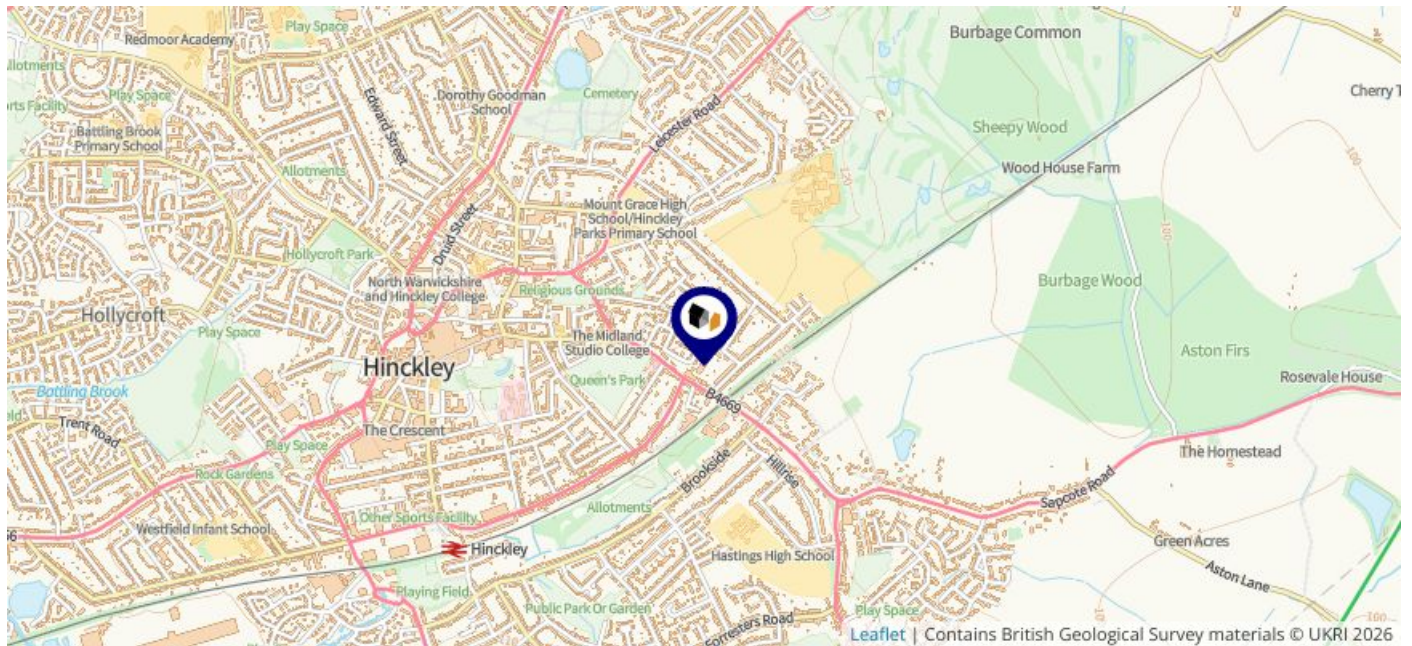 Play Space
Redmoor Academy
Burbage Common
Allotments
Cemetery
Dorothy Goodman
School
Cherry T
Play Space
Edward Street
Leicester Road
Battling Brook
Primary School
Sheepy Wood
Allotments
Wood House Farm
120
100
Mount Grace High
School/Hinckley
Parks Primary School
Druid Street
Hollycroft Park
100
North Warwickshire
and Hinckley College
Religious Grounds
Burbage Wood
Hollycroft
Play Space
The Midland
Studio College
Aston Firs
Hinckley
Queen's Park
Rosevale House
Battling Brook
B4669
Trent Road
The Crescent
Play Space
The Homestead
Rock Gardens
Brookside
Hillrise
Sapcote Road
Allotments
Other Sports Facility
Westfield Infant School
Hinckley
Hastings High School
Green Acres
Aston Lane
Playing Field
Public Park Or Garden
Play Space
Forresters Road
100
Leaflet | Contains British Geological Survey materials © UKRI 2026